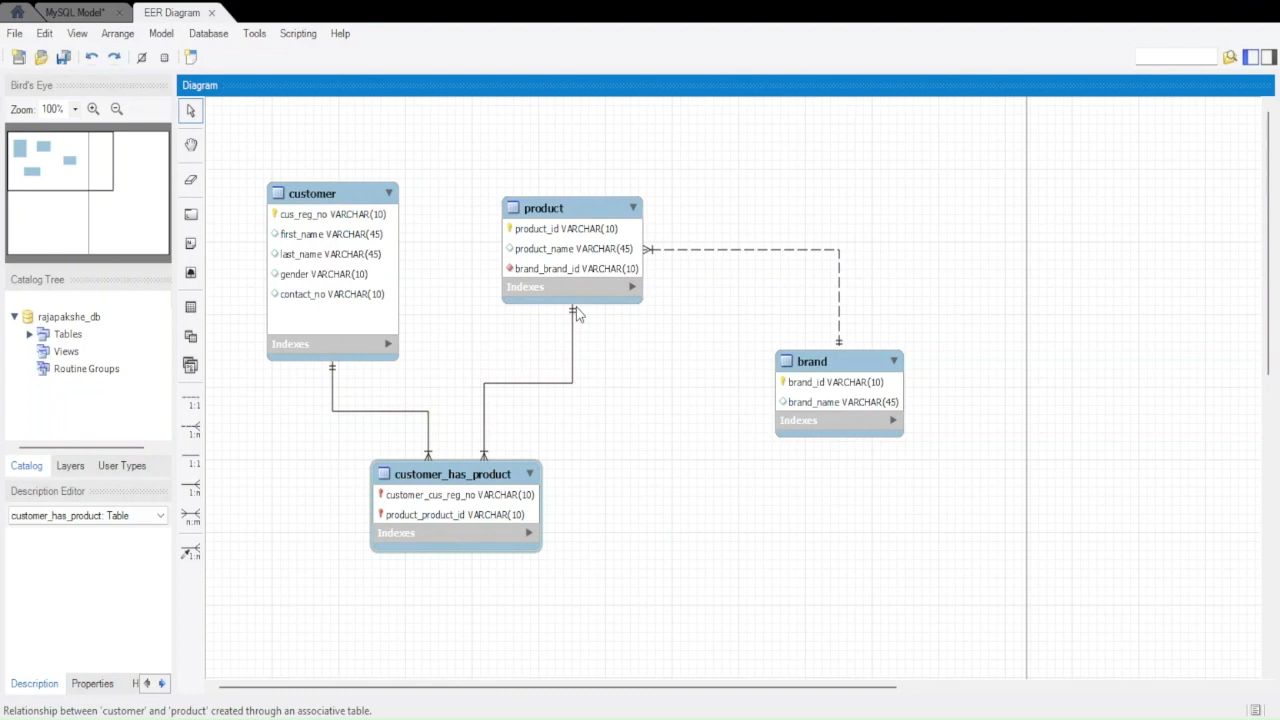 MySQL Model* ×
EER Diagram ×
File Edit View Arrange Model Database Tools Scripting Help
Bird's Eye
Zoom: 100%
Diagram
customer
cus_reg_no VARCHAR(10)
first_name VARCHAR(45)
last_name VARCHAR(45)
gender VARCHAR(10)
contact_no VARCHAR(10)
Indexes
product
product_id VARCHAR(10)
product_name VARCHAR(45)
brand_brand_id VARCHAR(10)
Indexes
brand
brand_id VARCHAR(10)
brand_name VARCHAR(45)
Indexes
customer_has_product
customer_cus_reg_no VARCHAR(10)
product_product_id VARCHAR(10)
Indexes
Catalog Tree
rajapakshe_db
Tables
Views
Routine Groups
Catalog Layers User Types
Description Editor
customer_has_product: Table
1:1
1:n
1:1
1:n
n:m
1:n
Description Properties H
Relationship between 'customer' and 'product' created through an associative table.